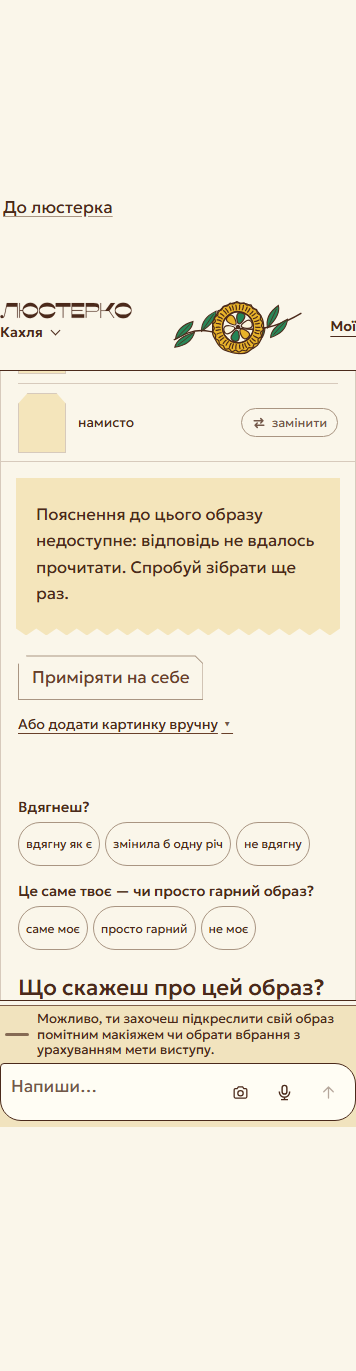 До люстерка
ЛЮСТЕРКО
Кахля
Мої
намисто
замінити
Пояснення до цього образу
недоступне: відповідь не вдалось
прочитати. Спробуй зібрати ще
раз.
Приміряти на себе
Або додати картинку вручну
Вдягнеш?
вдягну як є
змінила б одну річ
не вдягну
Це саме твоє — чи просто гарний образ?
саме моє
просто гарний
не моє
Що скажеш про цей образ?
Можливо, ти захочеш підкреслити свій образ
помітним макіяжем чи обрати вбрання з
урахуванням мети виступу.
Напиши...